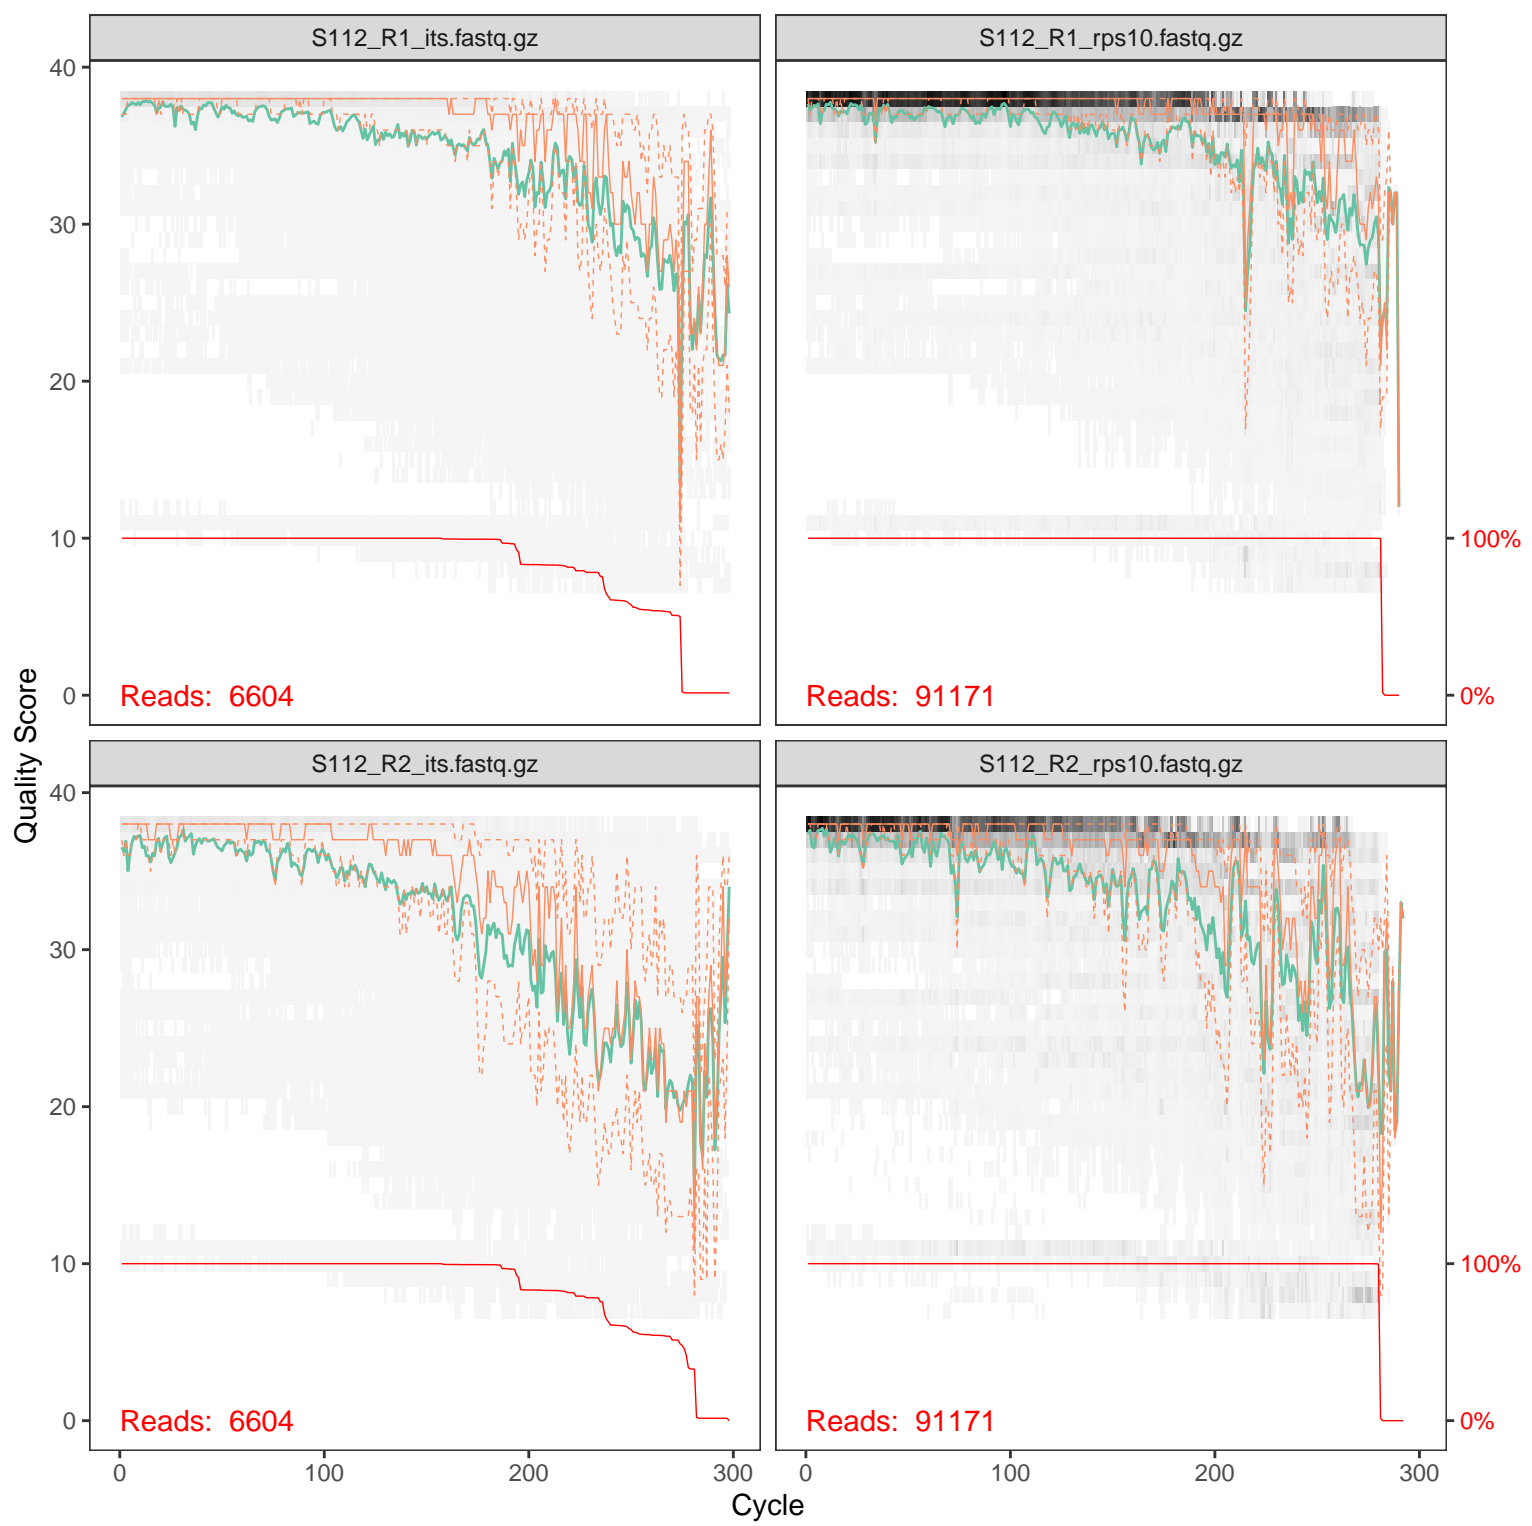 S112_R1_its.fastq.gz
S112_R1_rps10.fastq.gz
40
30
20
10
0
Reads: 6604
Reads: 91171
100%
0%
Quality Score
S112_R2_its.fastq.gz
S112_R2_rps10.fastq.gz
40
30
20
10
0
Reads: 6604
Reads: 91171
100%
0%
0 100 200 300
0 100 200 300
Cycle